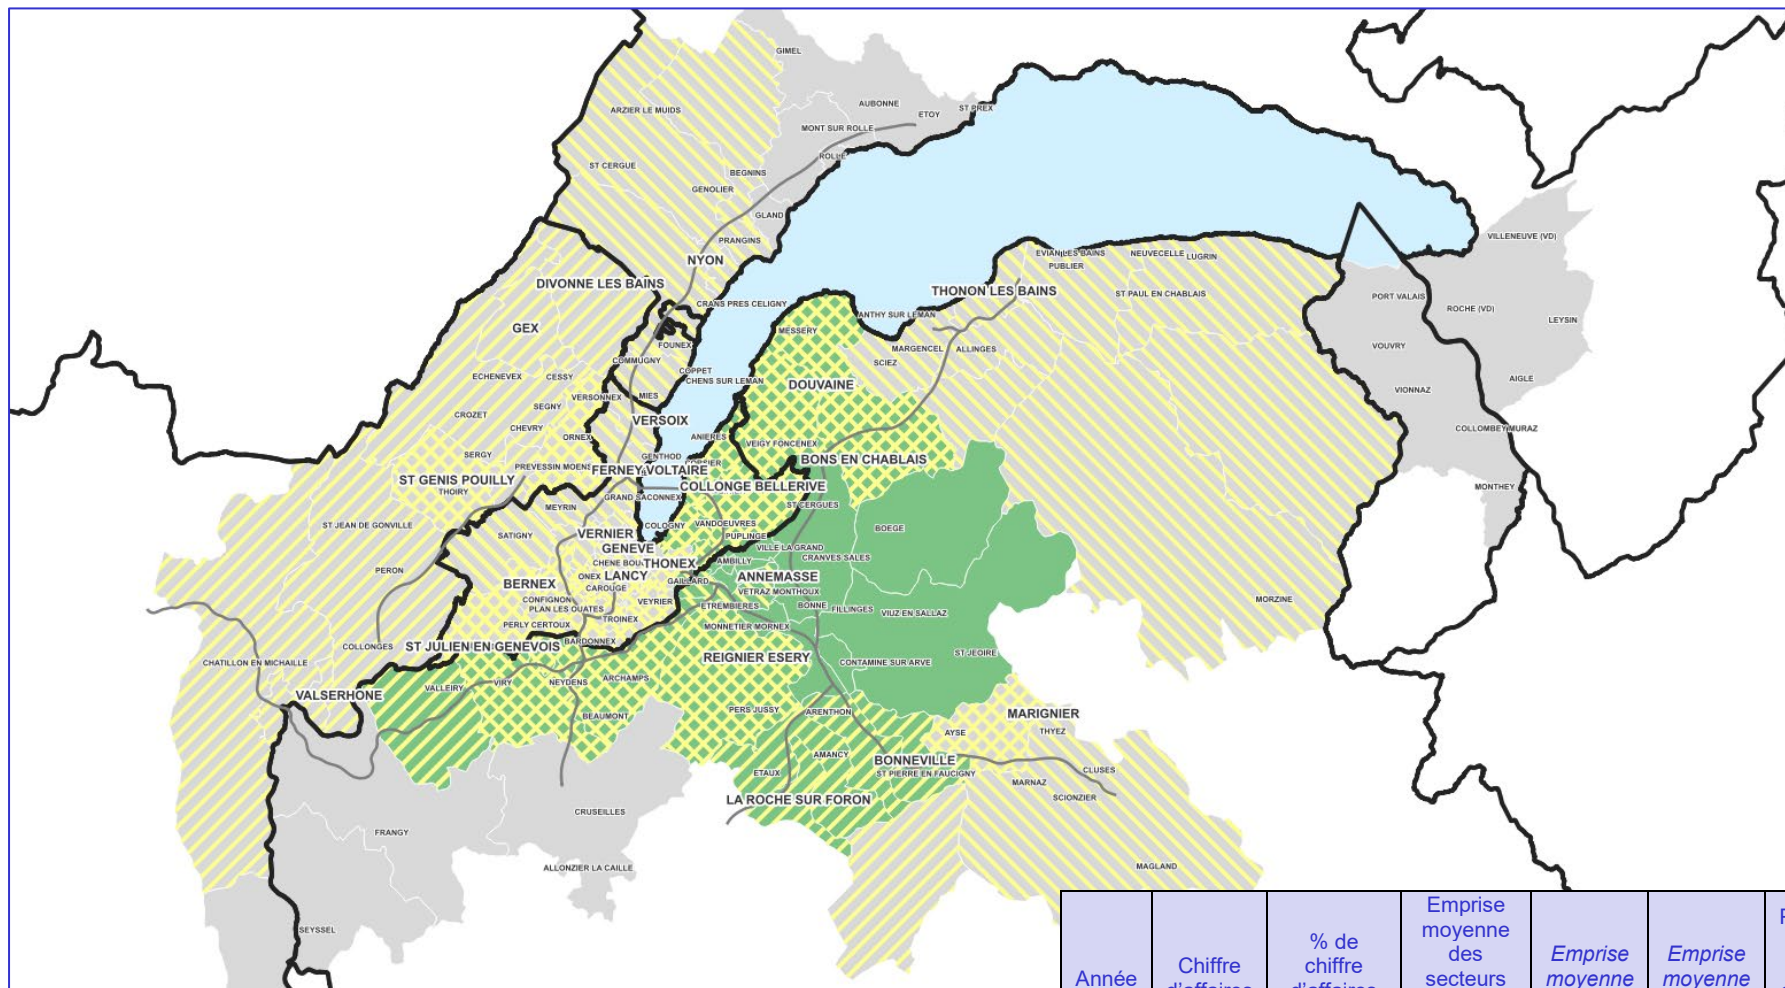 GIMEL
ARZIER LE MUIDS
AUBONNE
ST PREX
ETOY
MONT SUR ROLLE
ROLLE
ST CERGUE
BEGNINS
GENOLIER
GLAND
PRANGINS
NYON
VILLENEUVE (VD)
EVIAN LES BAINS
NEUVECELLE
LUGRIN
PUBLIER
DIVONNE LES BAINS
THONON LES BAINS
ST PAUL EN CHABLAIS
PORT VALAIS
CRANS PRES CELIGNY
ROCHE (VD)
ANTHY SUR LEMAN
LEYSIN
GEX
MESSERY
FOUNEX
VOUVRY
MARGENCEL
ALLINGES
COMMUGNY
SCIEZ
COPPET
ECHENEVEX
CESSY
CHENS SUR LEMAN
DOUVAINE
AIGLE
VIONNAZ
VERSONNEX
MIES
SEGNY
CROZET
VERSOIX
CHEVRY
COLLOMBEY MURAZ
ORNEX
ANIERES
VEIGY FONCENEX
SERGY
GENTHOD
BONS EN CHABLAIS
PREVESSIN MOENS
FERNEY VOLTAIRE
ST GENIS POUILLY
COLLONGE BELLERIVE
MONTHEY
THOIRY
GRAND SACONNEX
MEYRIN
ST CERGUES
ST JEAN DE GONVILLE
COLOGNY
VANDOEUVRES
BOEGE
SATIGNY
VERNIER
PUPLINGE
GENEVE
VILLE LA GRAND
CRANVES SALES
CHENE BOU
THONEX
AMBILLY
PERON
ONEX
LANCY
ANNEMASSE
BERNEX
GAILLARD
CAROUGE
VETRAZ MONTHOUX
CONFIGNON
VEYRIER
MORZINE
PLAN LES OUATES
ETREMBIERES
BONNE
FILLINGES
VIUZ EN SALLAZ
TROINEX
PERLY CERTOUX
MONNETIER MORNEX
BARDONNEX
COLLONGES
ST JULIEN EN GENEVOIS
ST JEOIRE
REIGNIER ESERY
CHATILLON EN MICHAILLE
CONTAMINE SUR ARVE
ARCHAMPS
VIRY
NEYDENS
VALLEIRY
VALSERHONE
PERS JUSSY
ARENTHON
MARIGNIER
BEAUMONT
AYSE
THYEZ
AMANCY
BONNEVILLE
CLUSES
ETAUX
ST PIERRE EN FAUCIGNY
MARNAZ
LA ROCHE SUR FORON
SCIONZIER
CRUSEILLES
FRANGY
ALLONZIER LA CAILLE
MAGLAND
SEYSSEL
Année
Chiffre
d'affaires
% de
chiffre
d'affaires
Emprise
moyenne
des
secteurs
Emprise
moyenne
Emprise
moyenne